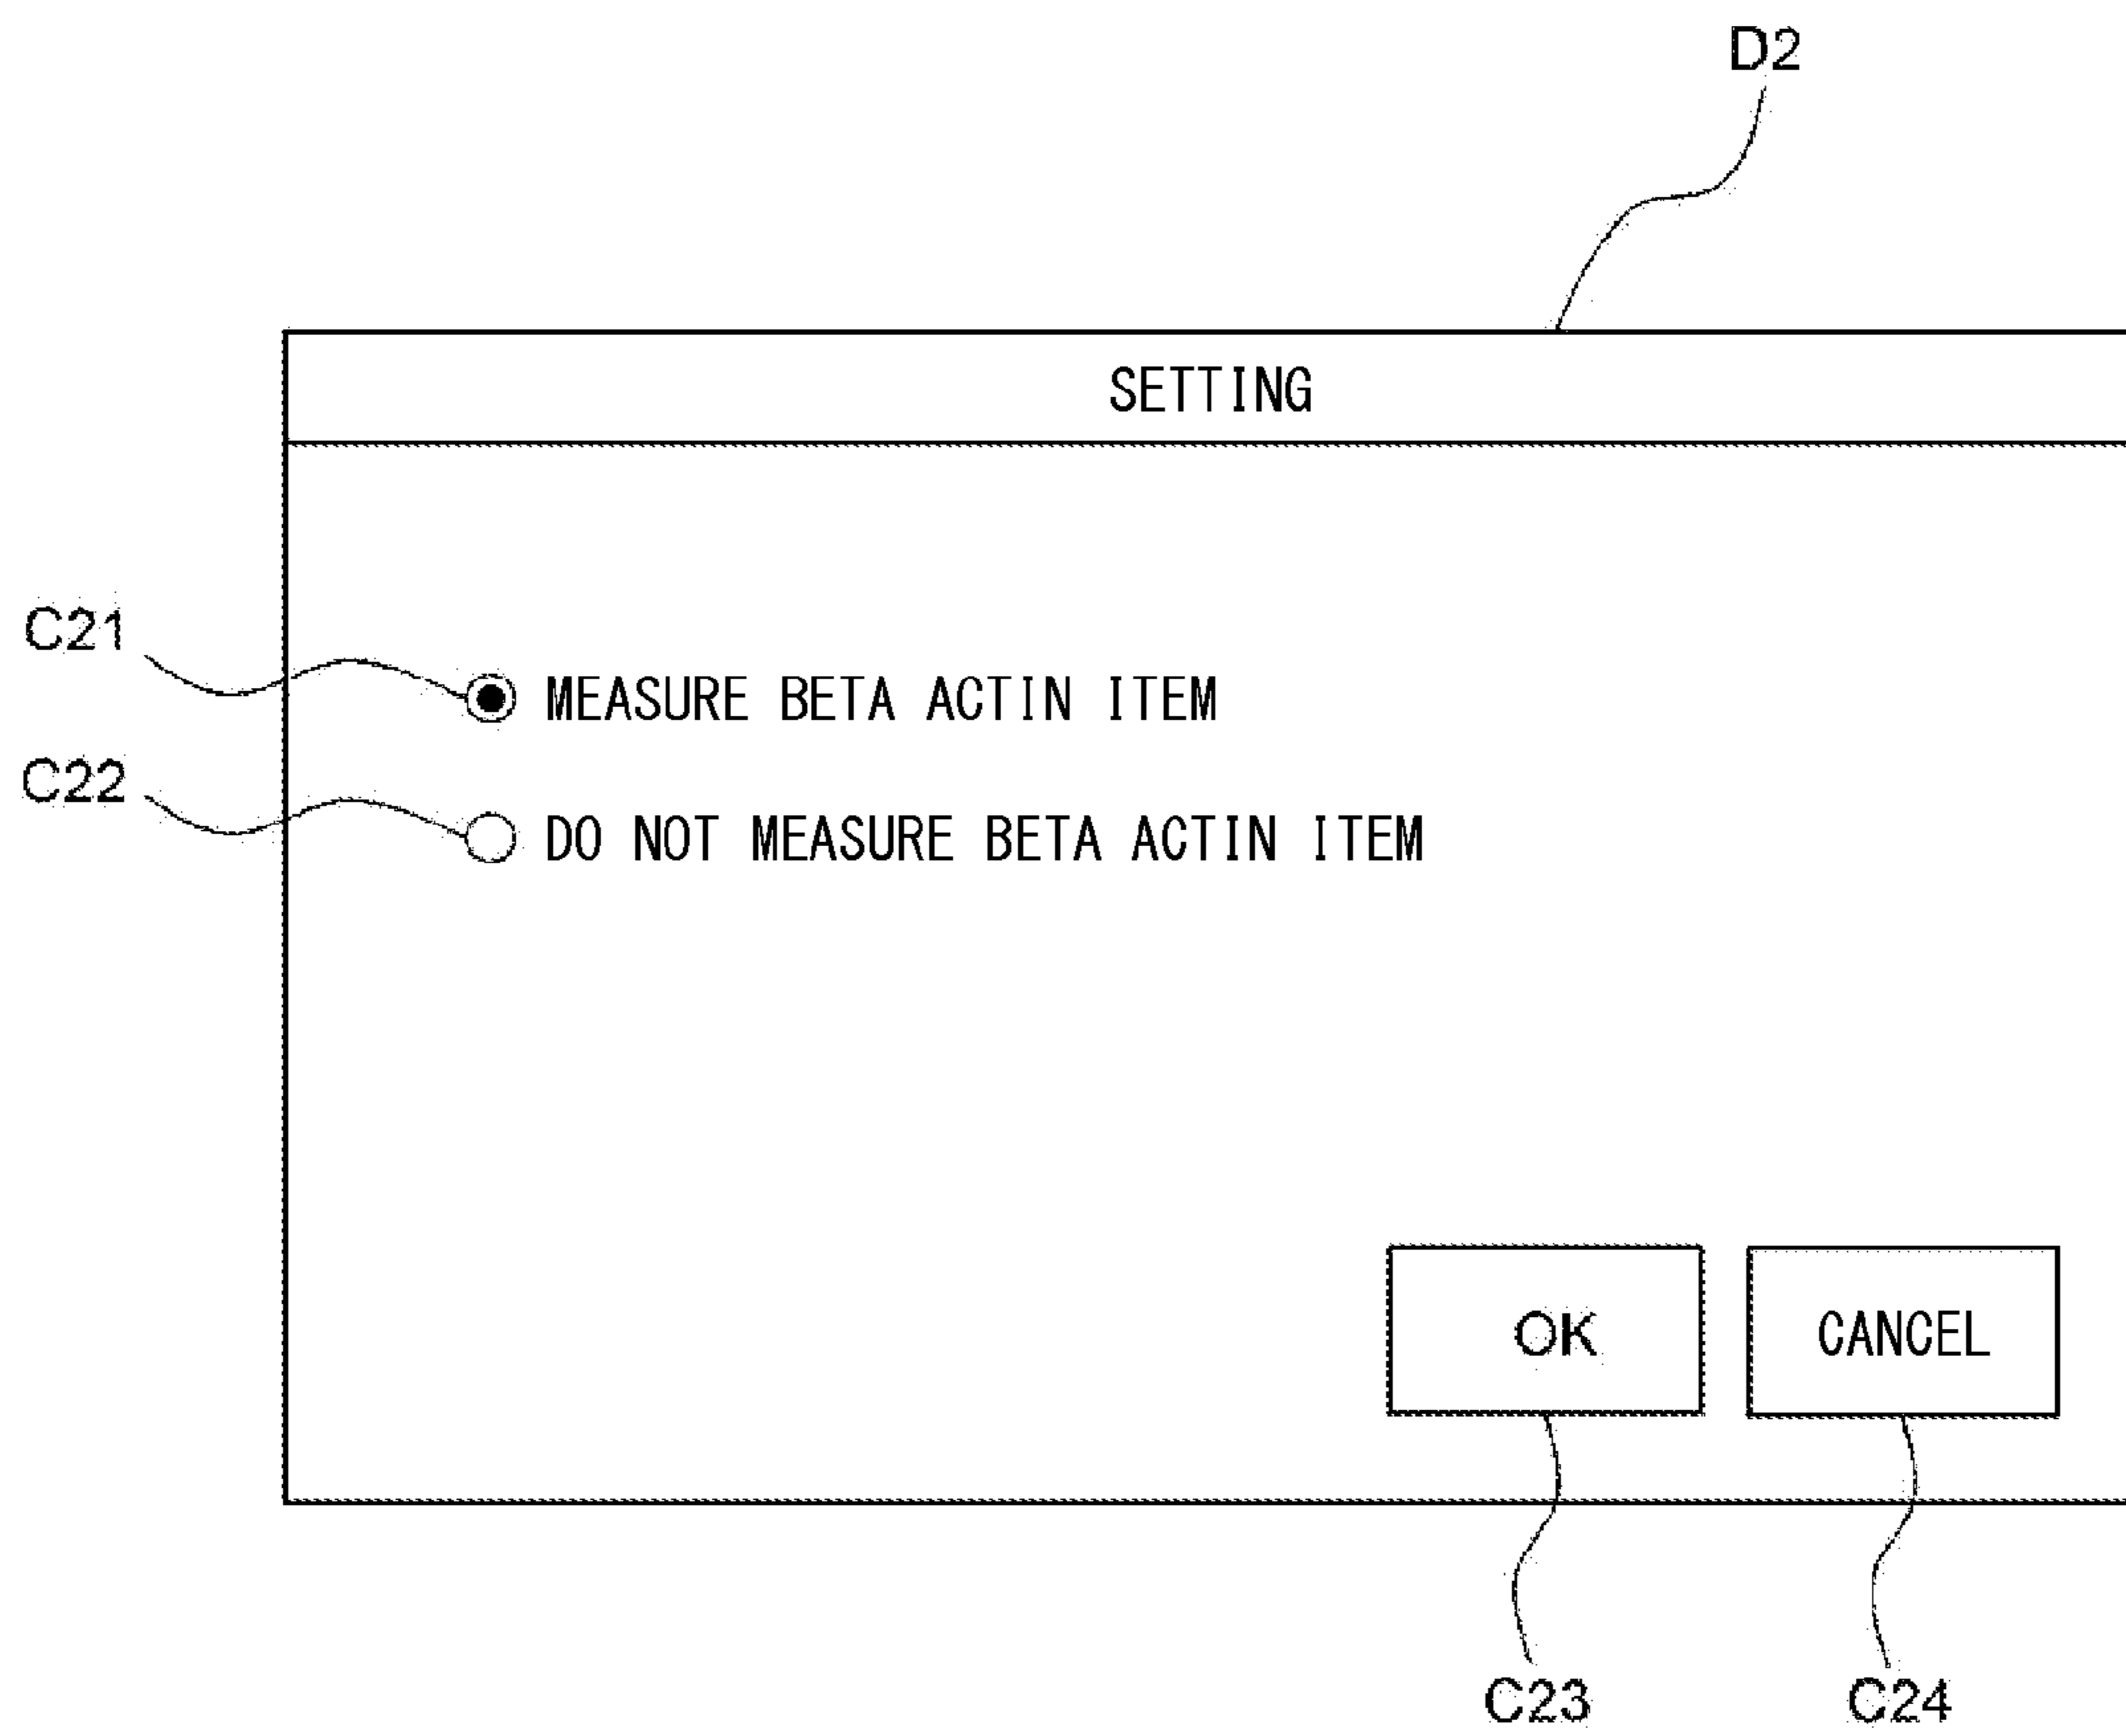 D2
SETTING
C21
MEASURE BETA ACTIN ITEM
C22
DO NOT MEASURE BETA ACTIN ITEM
OK
CANCEL
C23
C24